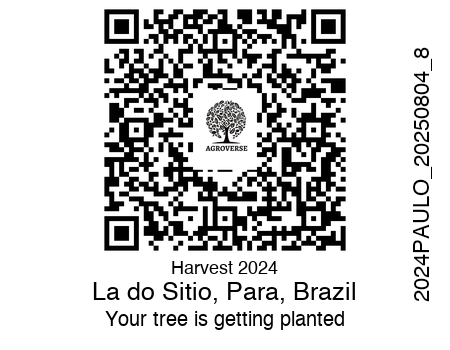 AGROVERSE
Harvest 2024
La do Sitio, Para, Brazil
Your tree is getting planted
2024PAULO_20250804_8